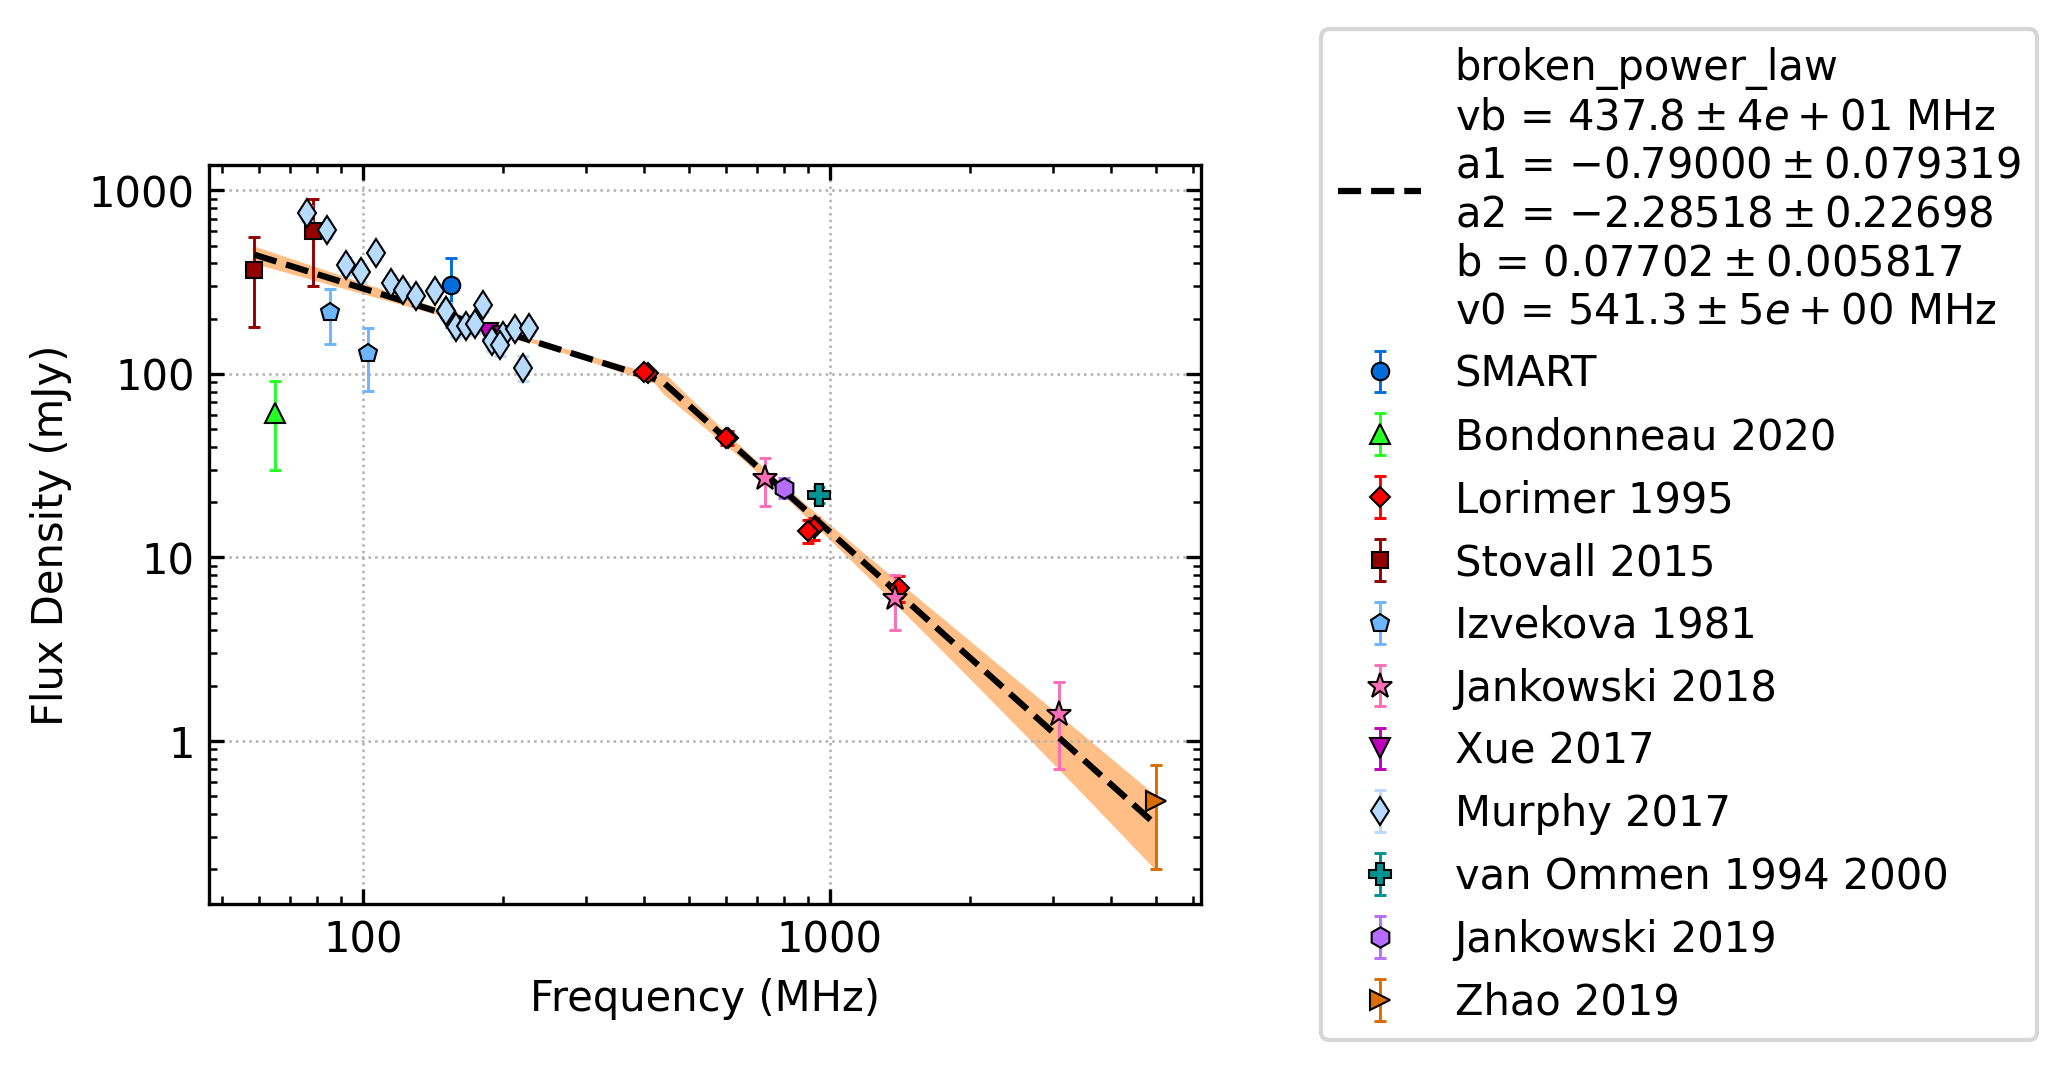 broken_power_law
vb = 437.8 ± 4e + 01 MHz
a1 = −0.79000 ± 0.079319
a2 = −2.28518 ± 0.22698
b = 0.07702 ± 0.005817
v0 = 541.3 ± 5e + 00 MHz
SMART
Bondonneau 2020
Lorimer 1995
Stovall 2015
Izvekova 1981
Jankowski 2018
Xue 2017
Murphy 2017
van Ommen 1994 2000
Jankowski 2019
Zhao 2019
Flux Density (mJy)
1000
100
10
1
100 1000
Frequency (MHz)